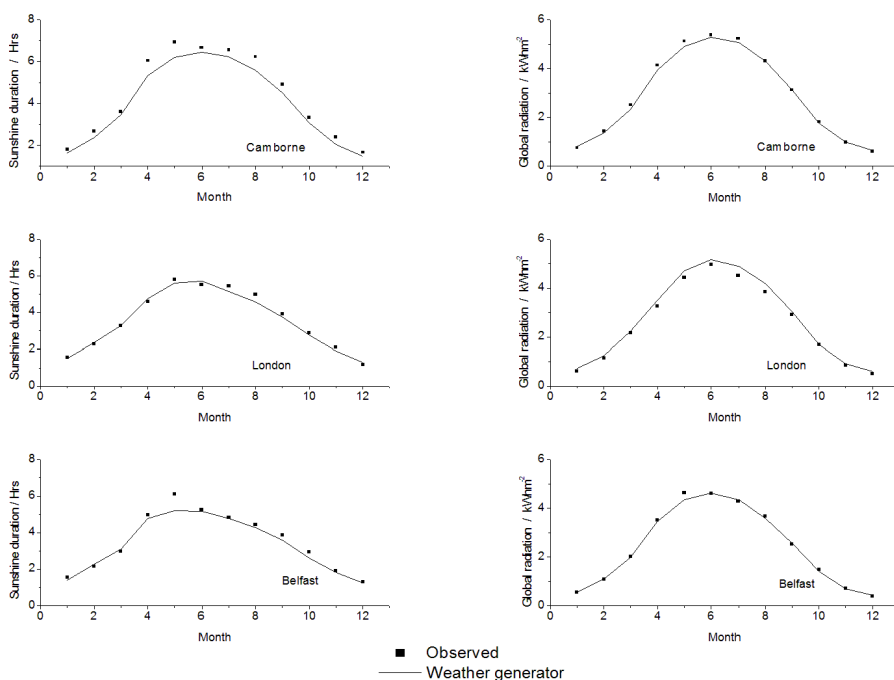 8
6
4
2
0 2 4 6 8 10 12
Sunshine duration / Hrs
Camborne
Month
6
4
2
0
0 2 4 6 8 10 12
Global radiation / kWhm-2
Camborne
Month
8
6
4
2
0
0 2 4 6 8 10 12
Sunshine duration / Hrs
London
Month
6
4
2
0
0 2 4 6 8 10 12
Global radiation / kWhm-2
London
Month
8
6
4
2
0
0 2 4 6 8 10 12
Sunshine duration / Hrs
Belfast
Month
6
4
2
0
0 2 4 6 8 10 12
Global radiation / kWhm-2
Belfast
Month
Observed
Weather generator